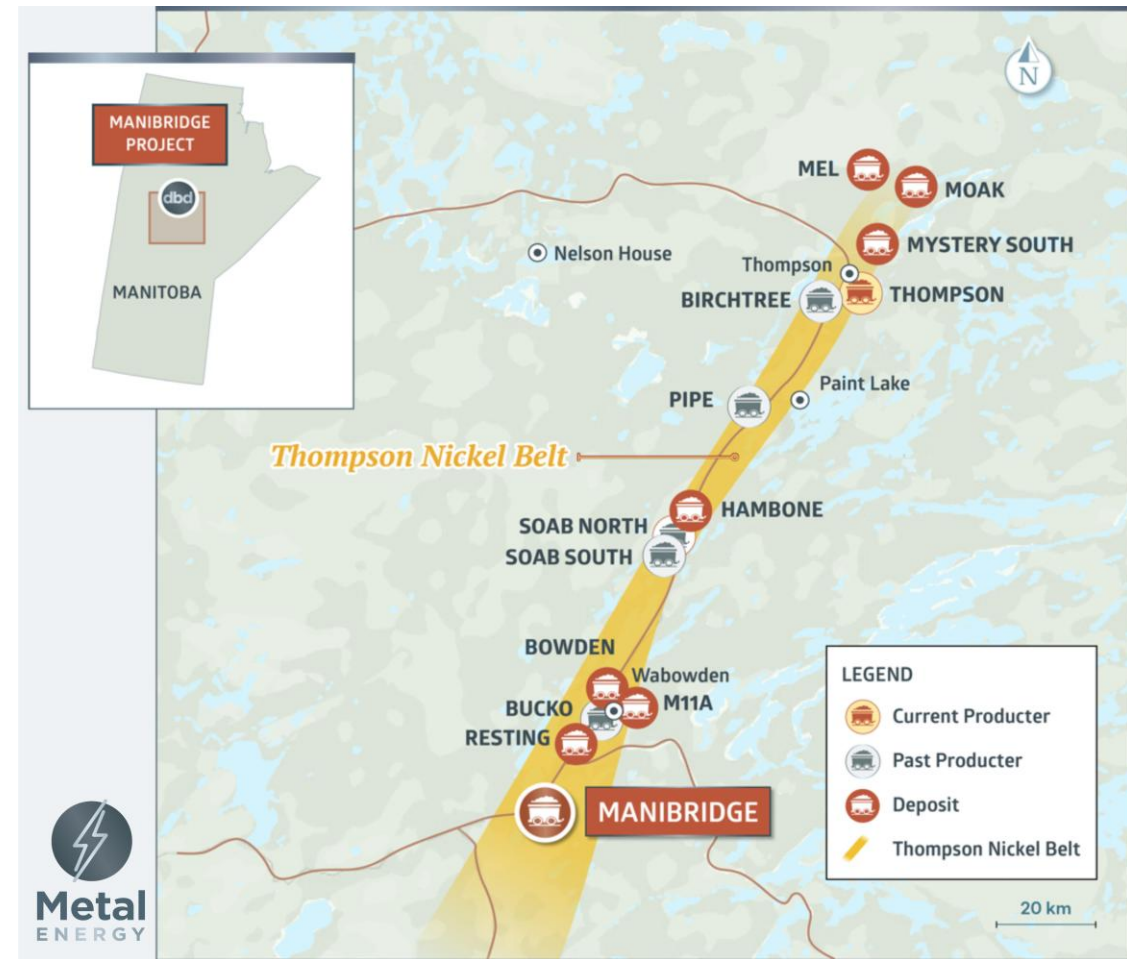 MANIBRIDGE
PROJECT
dbd
MANITOBA
N
MEL
MOAK
MYSTERY SOUTH
Nelson House
Thompson
BIRCHTREE
THOMPSON
PIPE
Paint Lake
Thompson Nickel Belt
HAMBONE
SOAB NORTH
SOAB SOUTH
BOWDEN
Wabowden
BUCKO
M11A
RESTING
MANIBRIDGE
LEGEND
Current Producter
Past Producter
Deposit
Thompson Nickel Belt
20 km
Metal
ENERGY